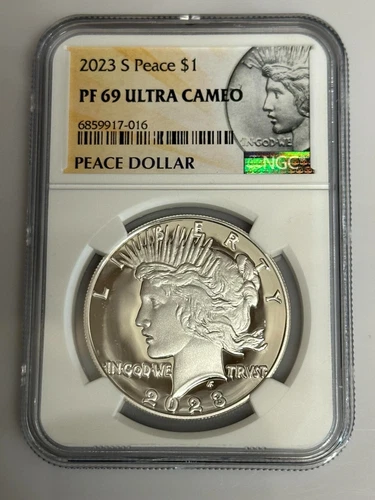 2023 S Peace $1
PF 69 ULTRA CAMEO
6859917-016
PEACE DOLLAR
IN GOD WE
NGC
LIBERTY
IN GOD WE TRVST
2023